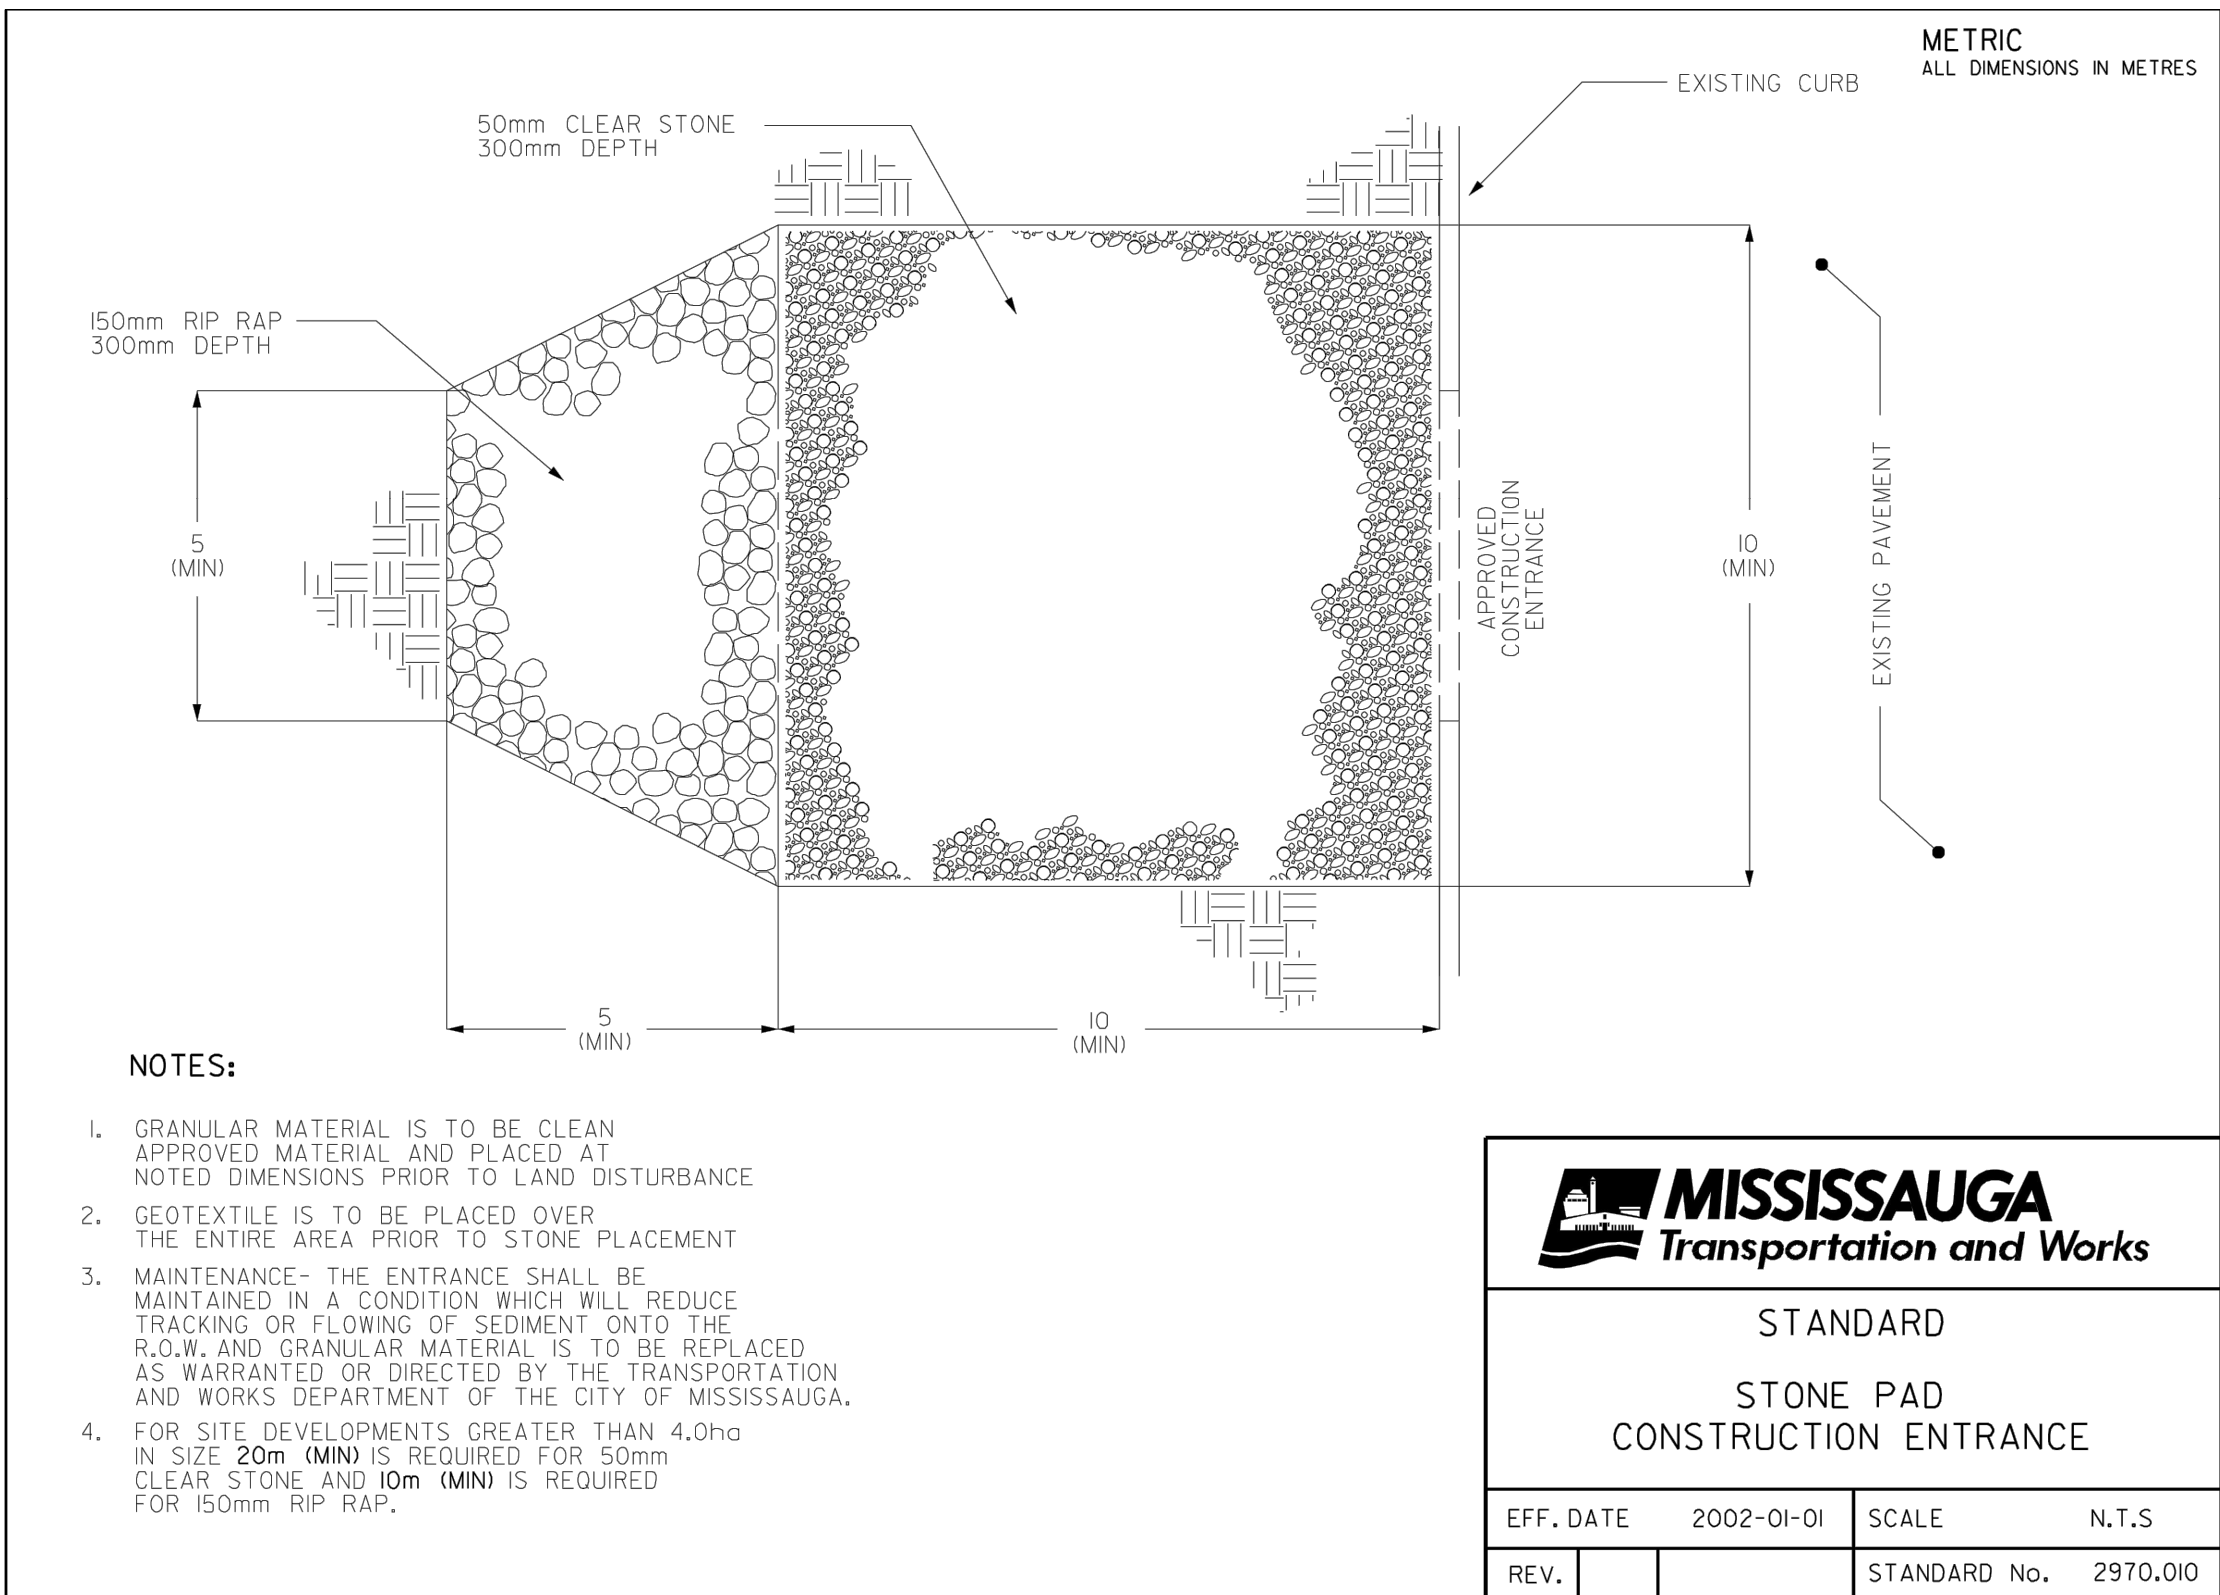 METRIC
ALL DIMENSIONS IN METRES
EXISTING CURB
50mm CLEAR STONE
300mm DEPTH
150mm RIP RAP
300mm DEPTH
5
(MIN)
APPROVED
CONSTRUCTION
ENTRANCE
10
(MIN)
EXISTING PAVEMENT
5
(MIN)
10
(MIN)
NOTES:
1. GRANULAR MATERIAL IS TO BE CLEAN
APPROVED MATERIAL AND PLACED AT
NOTED DIMENSIONS PRIOR TO LAND DISTURBANCE
2. GEOTEXTILE IS TO BE PLACED OVER
THE ENTIRE AREA PRIOR TO STONE PLACEMENT
3. MAINTENANCE- THE ENTRANCE SHALL BE
MAINTAINED IN A CONDITION WHICH WILL REDUCE
TRACKING OR FLOWING OF SEDIMENT ONTO THE
R.O.W. AND GRANULAR MATERIAL IS TO BE REPLACED
AS WARRANTED OR DIRECTED BY THE TRANSPORTATION
AND WORKS DEPARTMENT OF THE CITY OF MISSISSAUGA.
4. FOR SITE DEVELOPMENTS GREATER THAN 4.0ha
IN SIZE 20m (MIN) IS REQUIRED FOR 50mm
CLEAR STONE AND 10m (MIN) IS REQUIRED
FOR 150mm RIP RAP.
MISSISSAUGA
Transportation and Works
STANDARD
STONE PAD
CONSTRUCTION ENTRANCE
EFF. DATE 2002-01-01 SCALE N.T.S
REV. STANDARD No. 2970.010